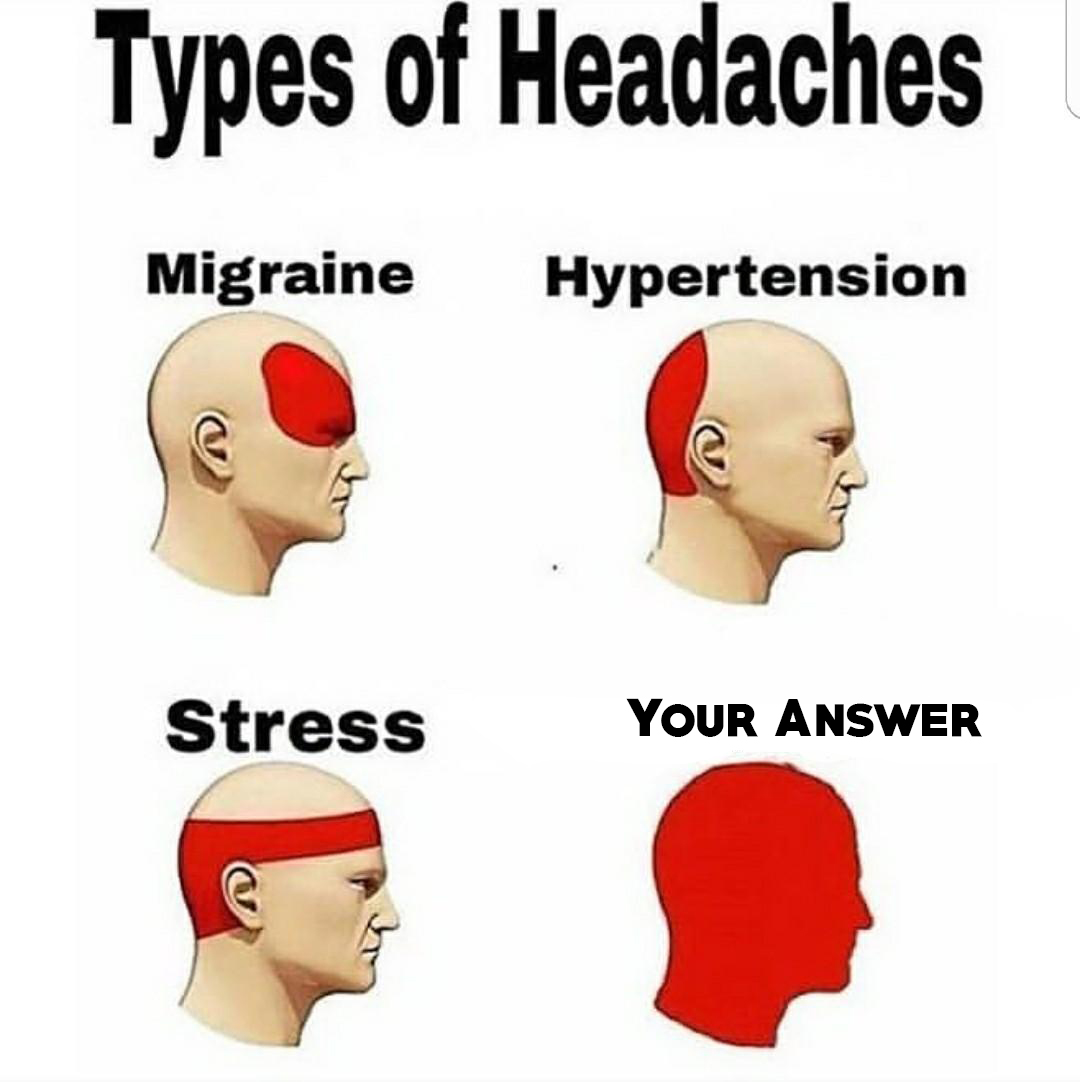 Types of Headaches
Migraine
Hypertension
Stress
YOUR ANSWER